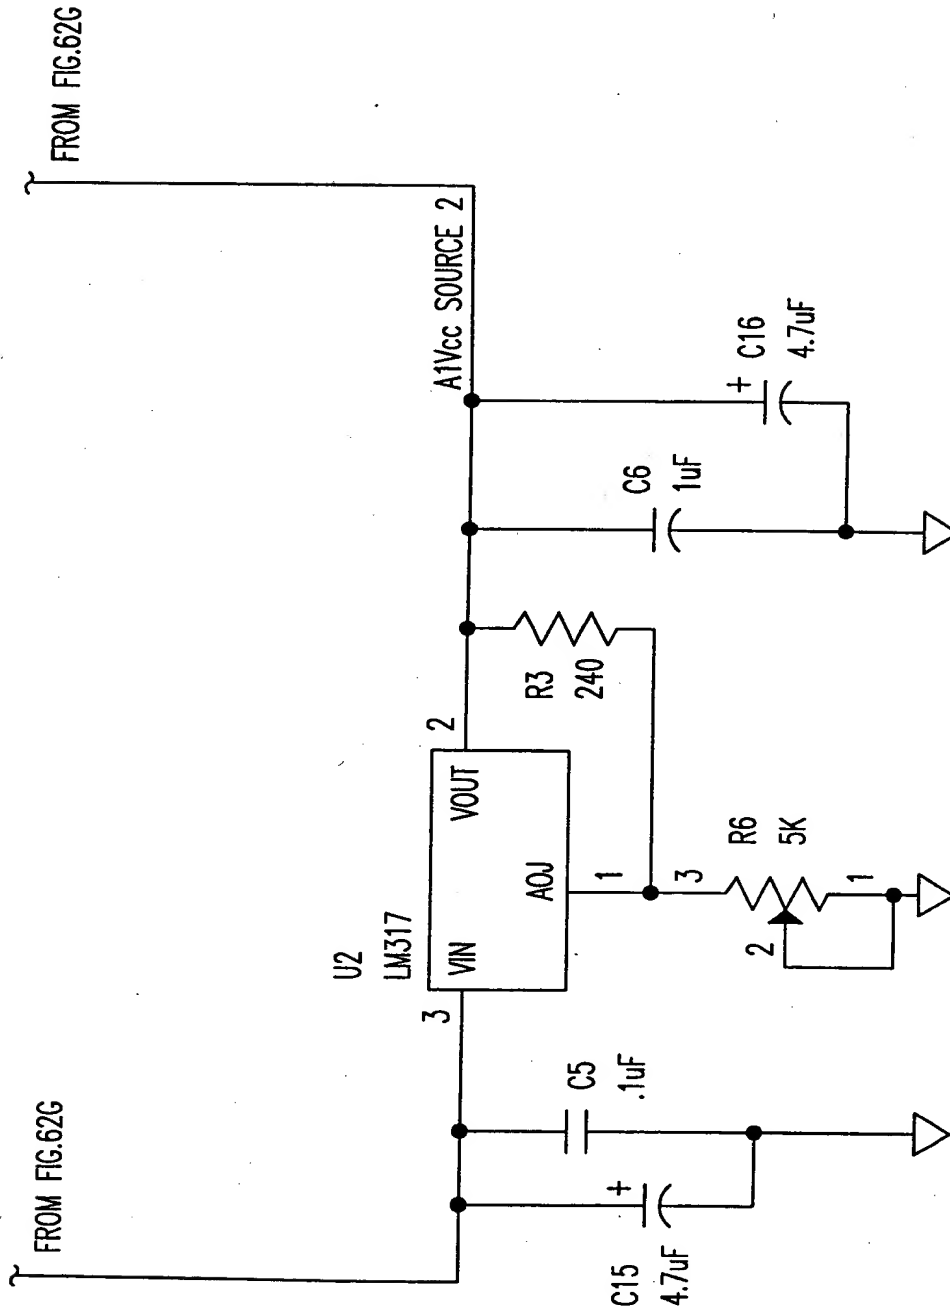 FROM FIG.62G
FROM FIG.62G
A1Vcc SOURCE 2
U2
LM317
3
VIN
VOUT
2
AOJ
1
R3
240
C6
1uF
+
C16
4.7uF
C5
.1uF
+
C15
4.7uF
3
R6
5K
2
1